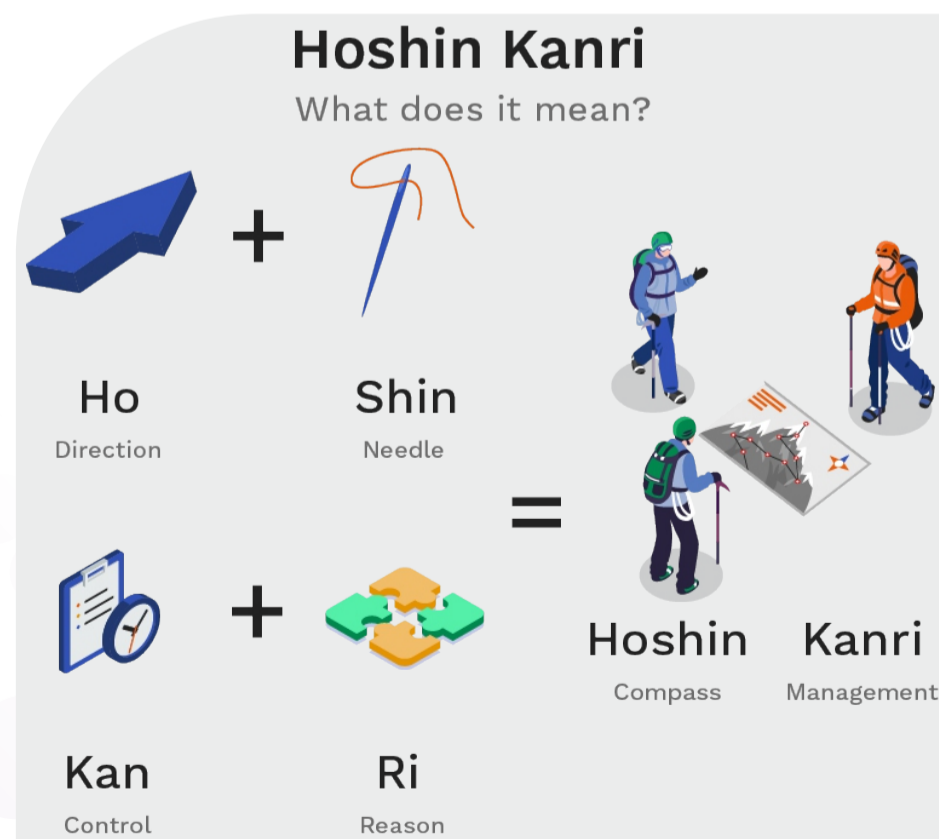 Hoshin Kanri
What does it mean?
Ho
Direction
Shin
Needle
Kan
Control
Ri
Reason
Hoshin
Compass
Kanri
Management